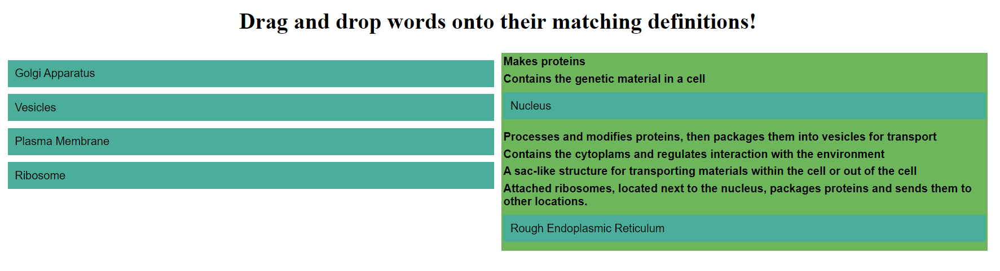 Drag and drop words onto their matching definitions!
Golgi Apparatus
Vesicles
Plasma Membrane
Ribosome
Makes proteins
Contains the genetic material in a cell
Nucleus
Processes and modifies proteins, then packages them into vesicles for transport
Contains the cytoplams and regulates interaction with the environment
A sac-like structure for transporting materials within the cell or out of the cell
Attached ribosomes, located next to the nucleus, packages proteins and sends them to
other locations.
Rough Endoplasmic Reticulum